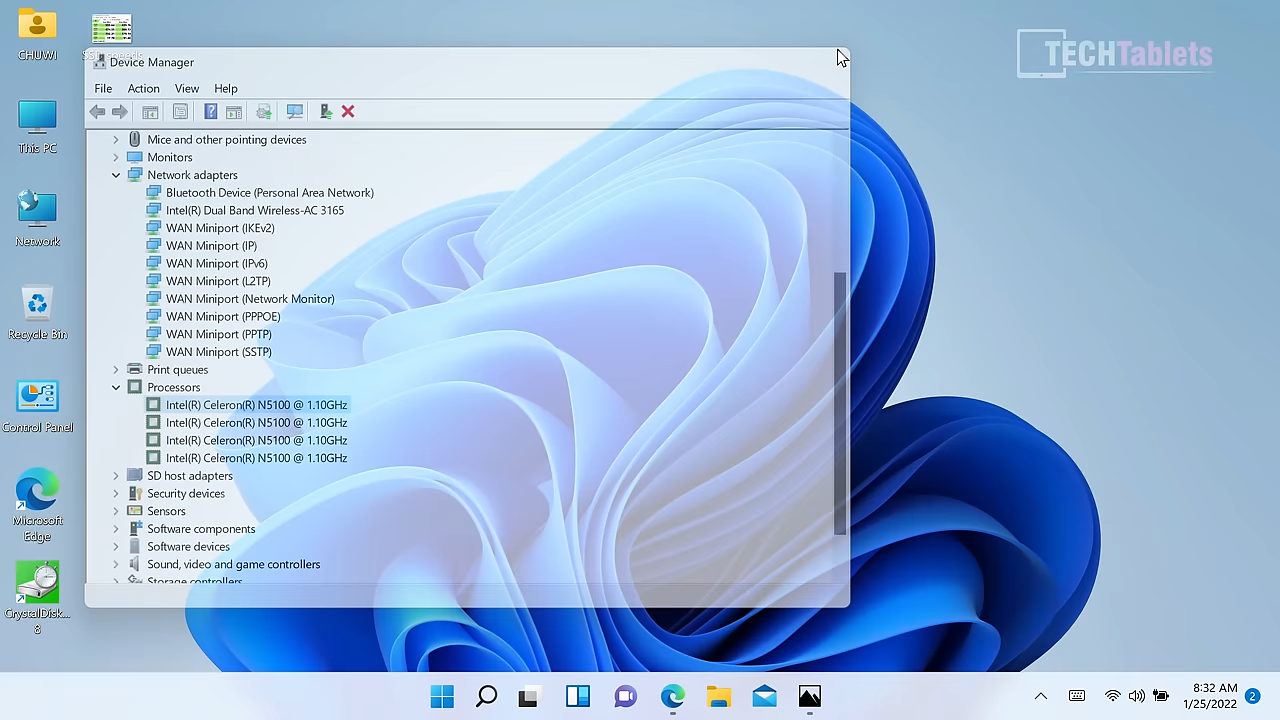 CHUWI
This PC
Network
Recycle Bin
Control Panel
Microsoft
Edge
CrystalDisk...
8
TECHTablets
Device Manager
File Action View Help
Mice and other pointing devices
Monitors
Network adapters
Bluetooth Device (Personal Area Network)
Intel(R) Dual Band Wireless-AC 3165
WAN Miniport (IKEv2)
WAN Miniport (IP)
WAN Miniport (IPv6)
WAN Miniport (L2TP)
WAN Miniport (Network Monitor)
WAN Miniport (PPPOE)
WAN Miniport (PPTP)
WAN Miniport (SSTP)
Print queues
Processors
Intel(R) Celeron(R) N5100 @ 1.10GHz
Intel(R) Celeron(R) N5100 @ 1.10GHz
Intel(R) Celeron(R) N5100 @ 1.10GHz
Intel(R) Celeron(R) N5100 @ 1.10GHz
SD host adapters
Security devices
Sensors
Software components
Software devices
Sound, video and game controllers
Storage controllers
8:32 AM
1/25/2022
2